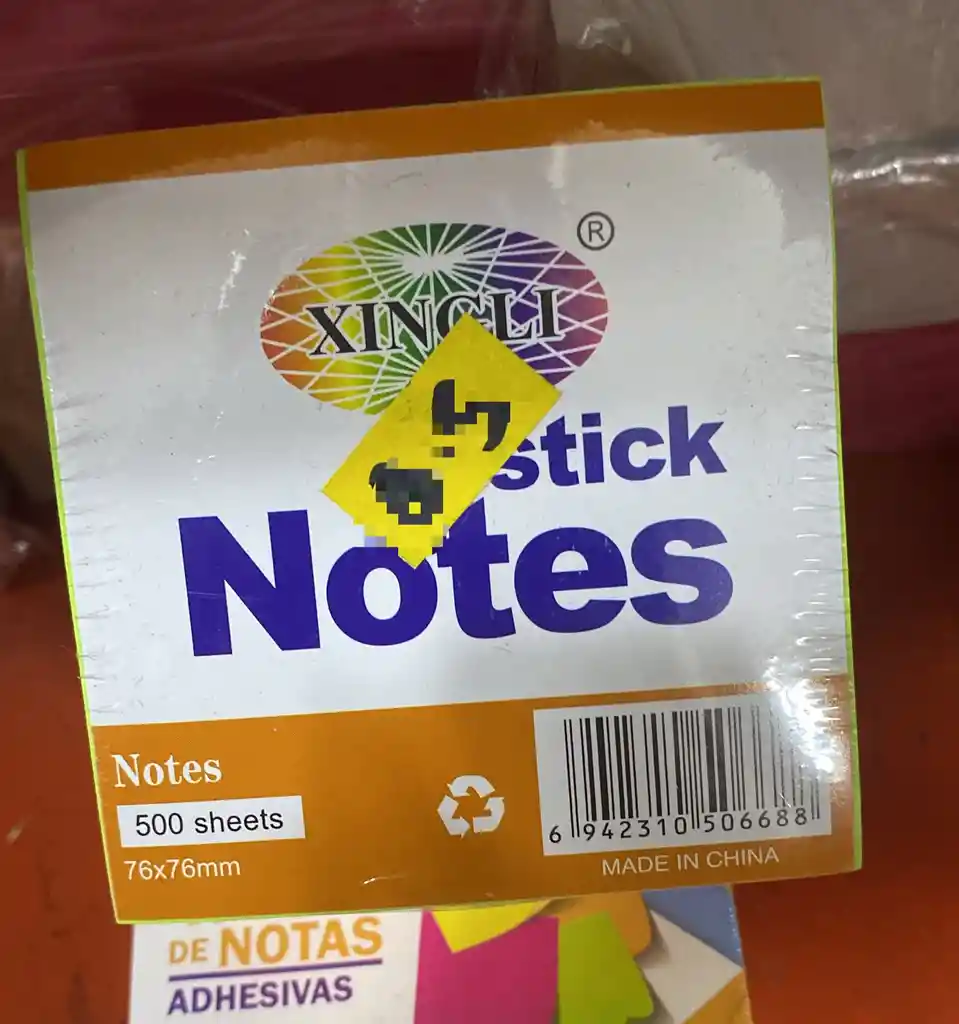 ®
XINGLI
stick
Notes
Notes
500 sheets
76x76mm
6 942310 506688
MADE IN CHINA
DE NOTAS
ADHESIVAS